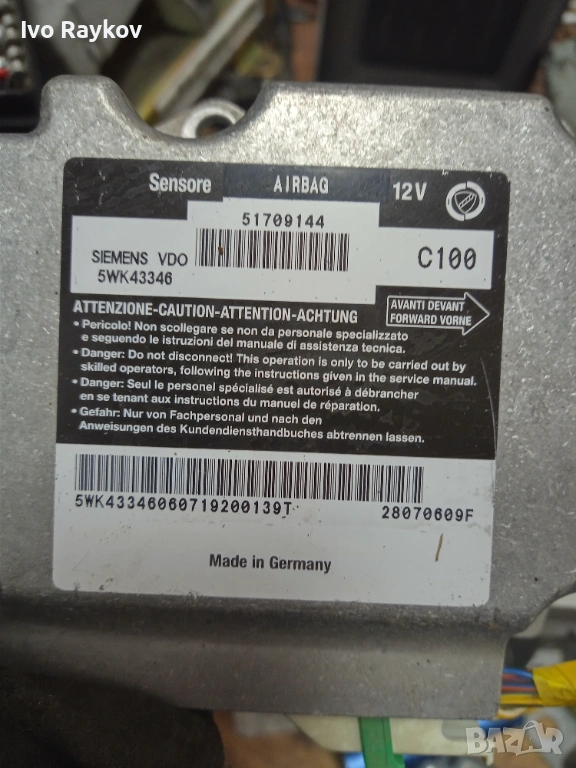 Ivo Raykov
Sensore AIRBAG 12V
51709144
SIEMENS VDO
5WK43346
C100
ATTENZIONE-CAUTION-ATTENTION-ACHTUNG
AVANTI DEVANT
FORWARD VORNE
• Pericolo! Non scollegare se non da personale specializzato
e seguendo le istruzioni del manuale di assistenza tecnica.
• Danger: Do not disconnect! This operation is only to be carried out by
skilled operators, following the instructions given in the service manual.
• Danger: Seul le personel spécialisé est autorisé à débrancher
en se tenant aux instructions du manuel de réparation.
• Gefahr: Nur von Fachpersonal und nach den
Anweisungen des Kundendiensthandbuches abtrennen lassen.
5WK43346060719200139T 28070609F
Made in Germany
BAZAR